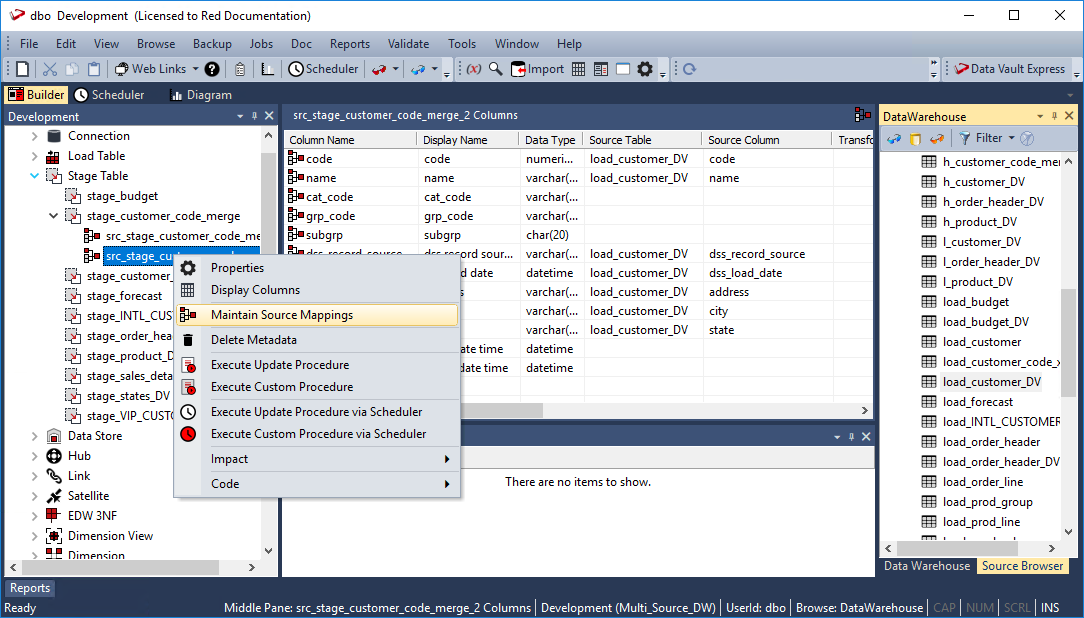 dbo Development (Licensed to Red Documentation)
File Edit View Browse Backup Jobs Doc Reports Validate Tools Window Help
Web Links Scheduler (x) Import Data Vault Express
Builder Scheduler Diagram
Development
Connection
Load Table
Stage Table
stage_budget
stage_customer_code_merge
src_stage_customer_code_me
src_stage_cu
stage_customer_
stage_forecast
stage_INTL_CUS
stage_order_hea
stage_product_D
stage_sales_deta
stage_states_DV
stage_VIP_CUST
Data Store
Hub
Link
Satellite
EDW 3NF
Dimension View
Dimension
Properties
Display Columns
Maintain Source Mappings
Delete Metadata
Execute Update Procedure
Execute Custom Procedure
Execute Update Procedure via Scheduler
Execute Custom Procedure via Scheduler
Impact
Code
src_stage_customer_code_merge_2 Columns
Column Name Display Name Data Type Source Table Source Column Transfo
code code numeri... load_customer_DV code
name name varchar(... load_customer_DV name
cat_code cat_code varchar(...
grp_code grp_code varchar(...
subgrp subgrp char(20)
dss_record_source dss_record sour... varchar(... load_customer_DV dss_record_source
d date datetime load_customer_DV dss_load_date
s varchar(... load_customer_DV address
varchar(... load_customer_DV city
varchar(... load_customer_DV state
date time datetime
date time datetime
There are no items to show.
DataWarehouse
Filter
h_customer_code_mer
h_customer_DV
h_order_header_DV
h_product_DV
l_customer_DV
l_order_header_DV
l_product_DV
load_budget
load_budget_DV
load_customer
load_customer_code_x
load_customer_DV
load_forecast
load_INTL_CUSTOMER
load_order_header
load_order_header_DV
load_order_line
load_prod_group
load_prod_line
Data Warehouse Source Browser
Reports
Ready Middle Pane: src_stage_customer_code_merge_2 Columns Development (Multi_Source_DW) UserId: dbo Browse: DataWarehouse CAP NUM SCRL INS